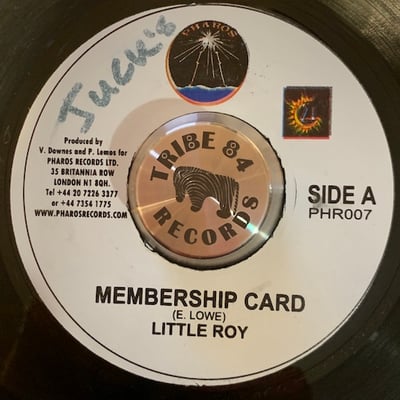 PHAROS
Juck's
Produced by
V. Downes and P. Lemos for
PHAROS RECORDS LTD.
35 BRITANNIA ROW
LONDON N1 8QH.
Tel +44 20 7226 3377
or +44 7354 1775
WWW.PHAROSRECORDS.COM
TRIBE 84
RECORDS
SIDE A
PHR007
MEMBERSHIP CARD
(E. LOWE)
LITTLE ROY